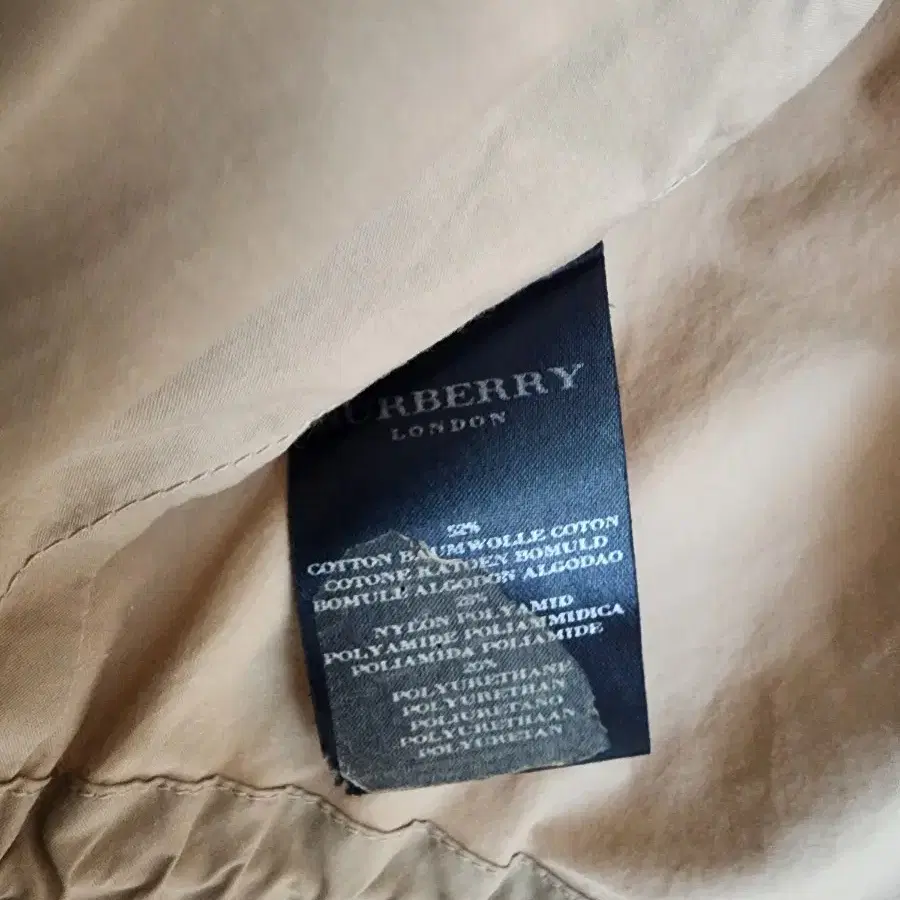 BURBERRY
LONDON
52%
COTTON BAUMWOLLE COTON
COTONE KATOEN BOMULD
BOMULL ALGODON ALGODAO
28%
NYLON POLYAMID
POLYAMIDE POLIAMMIDICA
POLIAMIDA POLIAMIDE
20%
POLYURETHANE
POLYURETHAN
POLIURETANO
POLYURETHAAN
POLYURETAN